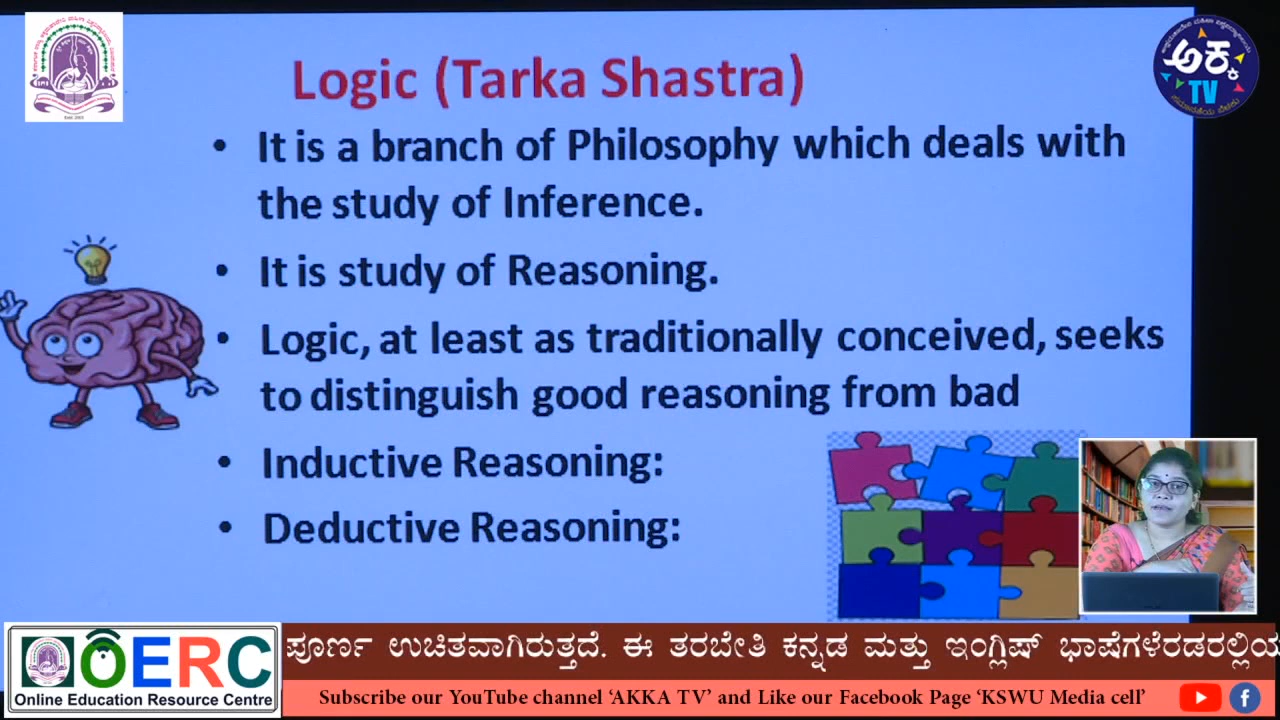 Logic (Tarka Shastra)
ಅಕ್ಕ
TV
• It is a branch of Philosophy which deals with
the study of Inference.
• It is study of Reasoning.
• Logic, at least as traditionally conceived, seeks
to distinguish good reasoning from bad
• Inductive Reasoning:
• Deductive Reasoning:
OERC
Online Education Resource Centre
ಪೂರ್ಣ ಉಚಿತವಾಗಿರುತ್ತದೆ. ಈ ತರಬೇತಿ ಕನ್ನಡ ಮತ್ತು ಇಂಗ್ಲಿಷ್ ಭಾಷೆಗಳೆರಡರಲ್ಲಿಯ
Subscribe our YouTube channel ‘AKKA TV’ and Like our Facebook Page ‘KSWU Media cell’